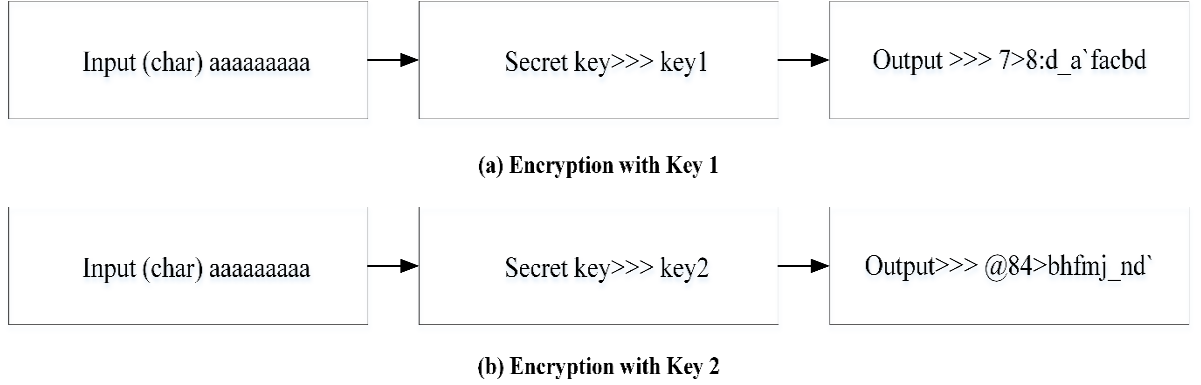 Input (char) aaaaaaaaa
Secret key>>> key1
Output >>> 7>8:d_a`facbd
(a) Encryption with Key 1
Input (char) aaaaaaaaa
Secret key>>> key2
Output>>> @84>bhfmj_nd`
(b) Encryption with Key 2